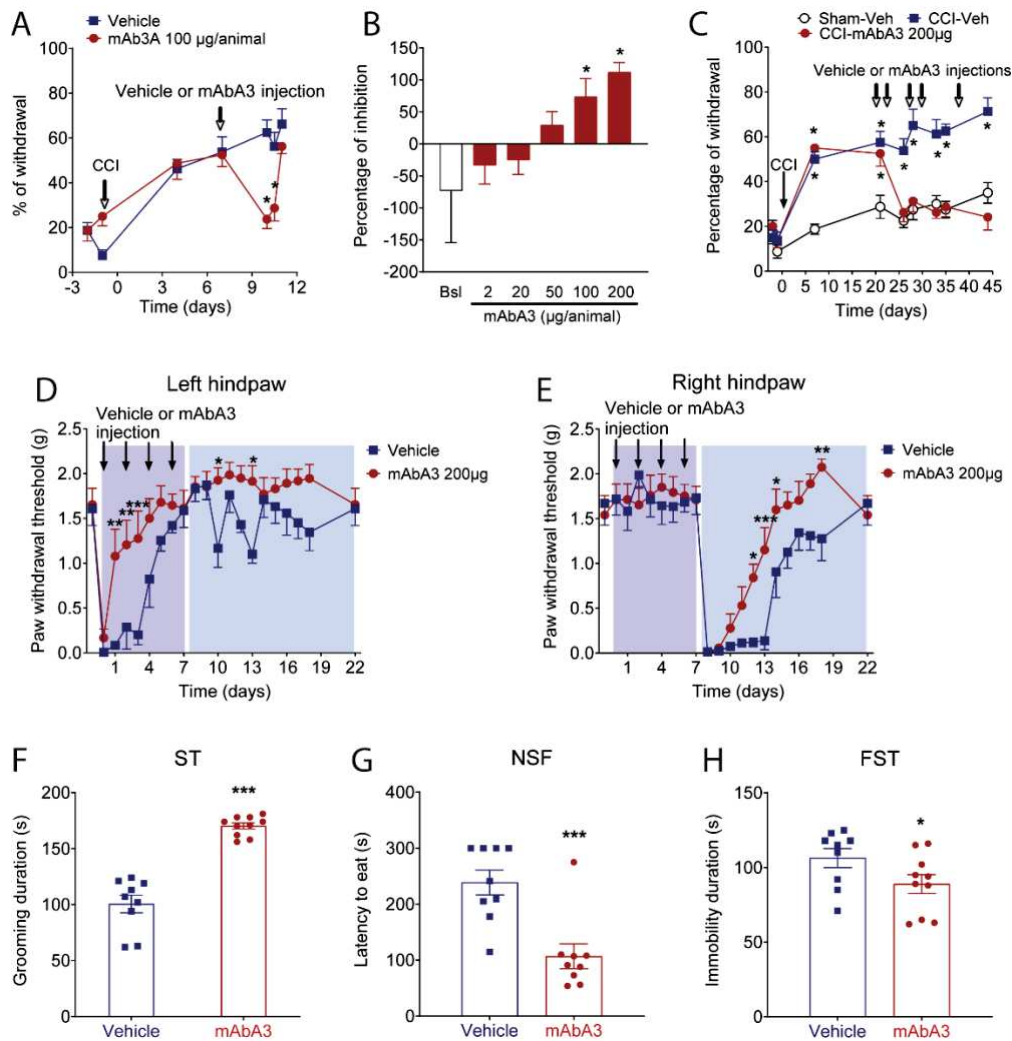 A
Vehicle
mAb3A 100 µg/animal
% of withdrawal
100
80
60
40
20
0
Vehicle or mAbA3 injection
CCI
* *
-3 0 3 6 9 12
Time (days)
B
Percentage of inhibition
150
100
50
0
-50
-100
-150
-200
* *
Bsl 2 20 50 100 200
mAbA3 (µg/animal)
C
Sham-Veh CCI-Veh
CCI-mAbA3 200µg
Percentage of withdrawal
100
80
60
40
20
0
Vehicle or mAbA3 injections
CCI
* * * * * * * * *
0 5 10 15 20 25 30 35 40 45
Time (days)
D
Left hindpaw
Vehicle or mAbA3
injection
Vehicle
mAbA3 200µg
Paw withdrawal threshold (g)
2.5
2.0
1.5
1.0
0.5
0.0
** ** *** * *
1 4 7 10 13 16 19 22
Time (days)
E
Right hindpaw
Vehicle or mAbA3
injection
Vehicle
mAbA3 200µg
Paw withdrawal threshold (g)
2.5
2.0
1.5
1.0
0.5
0.0
* *** * **
1 4 7 10 13 16 19 22
Time (days)
F
ST
Grooming duration (s)
200
150
100
50
0
***
Vehicle mAbA3
G
NSF
Latency to eat (s)
400
300
200
100
0
***
Vehicle mAbA3
H
FST
Immobility duration (s)
150
100
50
0
*
Vehicle mAbA3